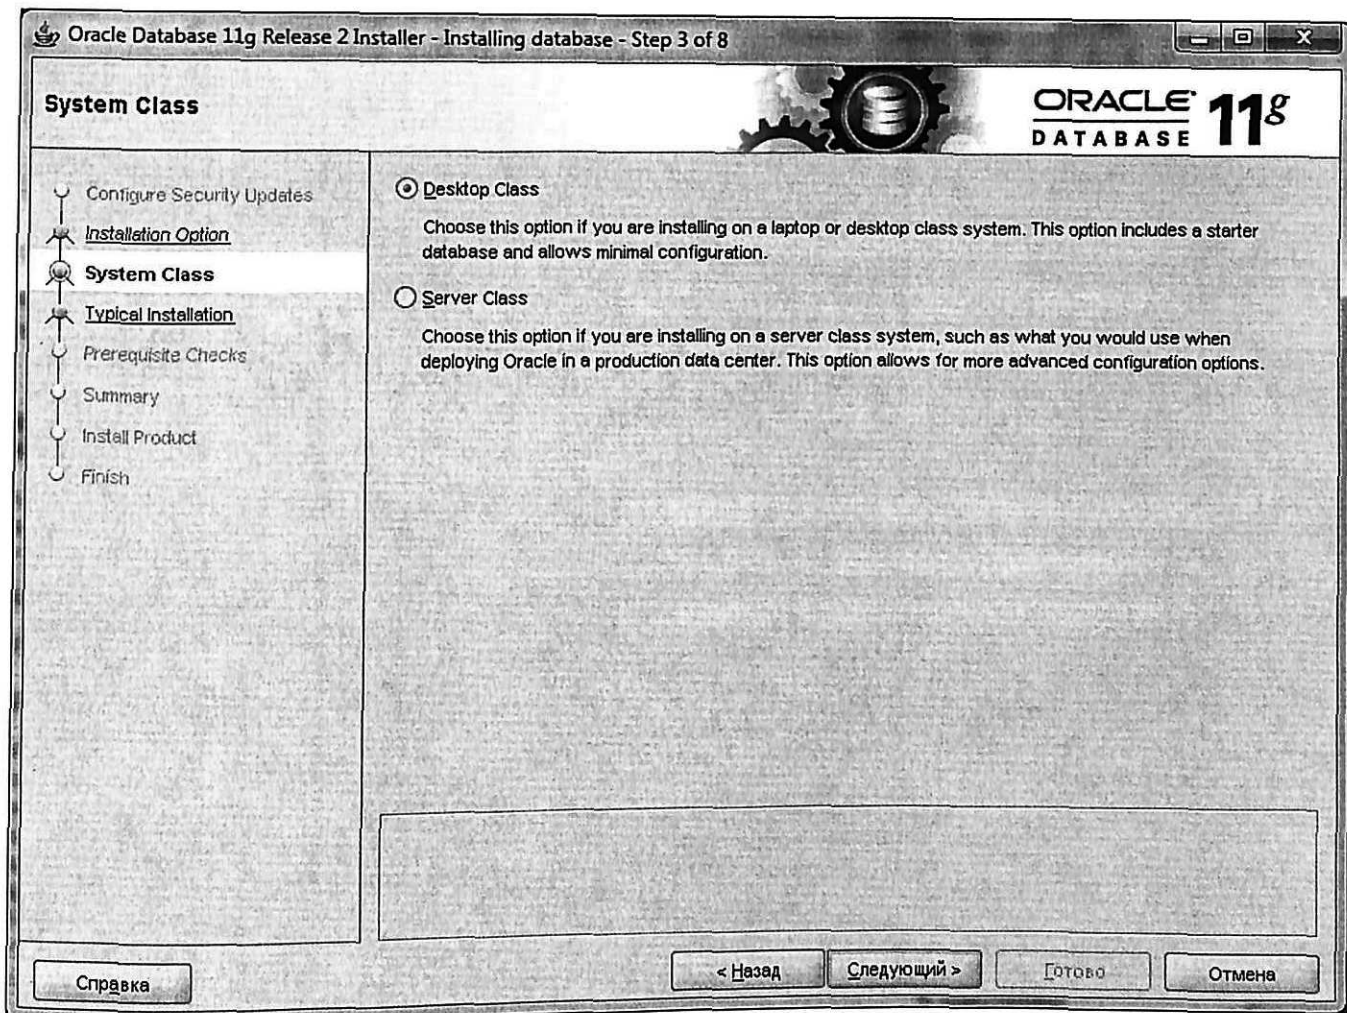 Oracle Database 11g Release 2 Installer - Installing database - Step 3 of 8
System Class
ORACLE
DATABASE
11g
Configure Security Updates
Installation Option
System Class
Typical Installation
Prerequisite Checks
Summary
Install Product
Finish
Desktop Class
Choose this option if you are installing on a laptop or desktop class system. This option includes a starter
database and allows minimal configuration.
Server Class
Choose this option if you are installing on a server class system, such as what you would use when
deploying Oracle in a production data center. This option allows for more advanced configuration options.
Справка
< Назад
Следующий >
Готово
Отмена